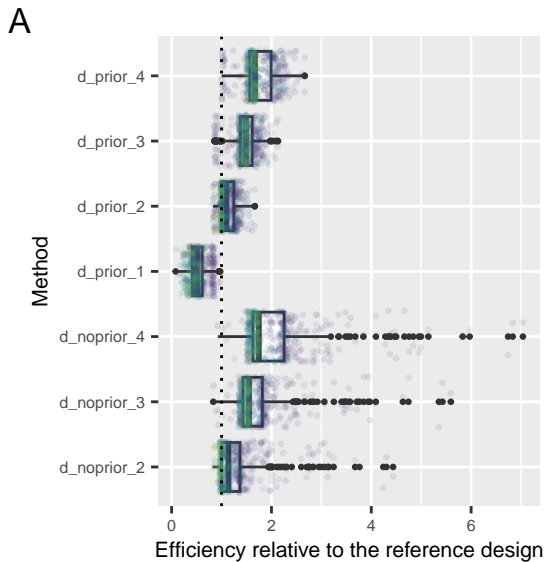 A
Method
d_prior_4
d_prior_3
d_prior_2
d_prior_1
d_noprior_4
d_noprior_3
d_noprior_2
0 2 4 6
Efficiency relative to the reference design